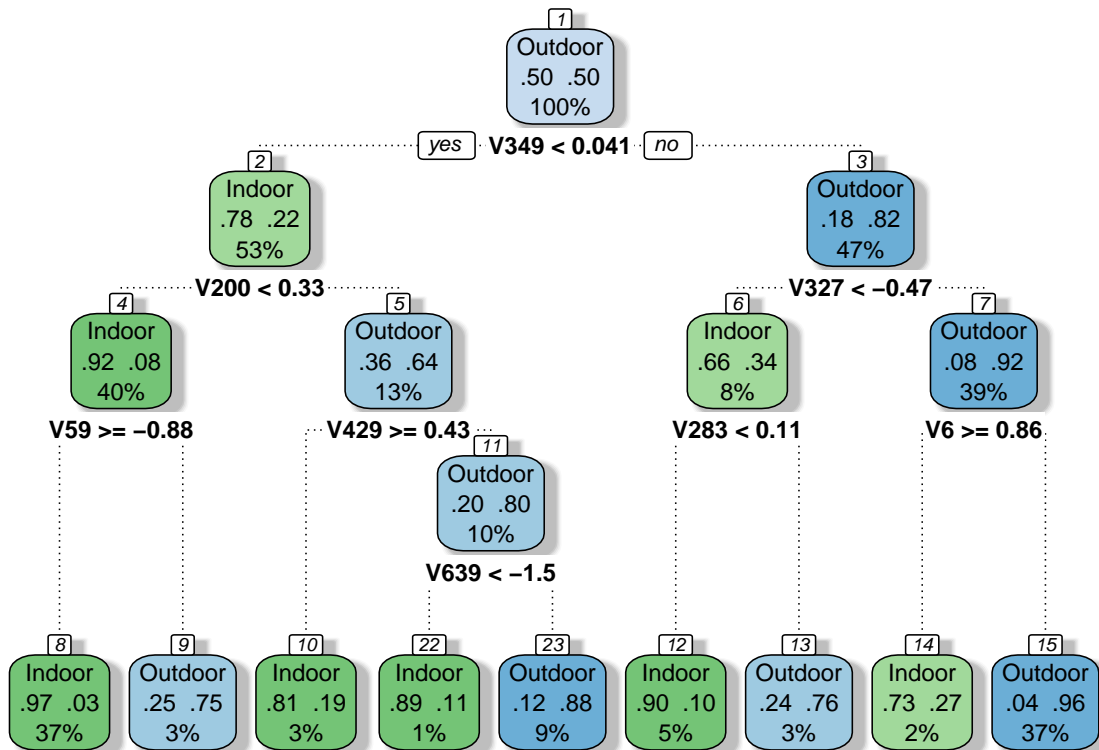 1
Outdoor
.50 .50
100%
yes V349 < 0.041 no
2
Indoor
.78 .22
53%
V200 < 0.33
3
Outdoor
.18 .82
47%
V327 < −0.47
4
Indoor
.92 .08
40%
V59 >= −0.88
5
Outdoor
.36 .64
13%
V429 >= 0.43
6
Indoor
.66 .34
8%
V283 < 0.11
7
Outdoor
.08 .92
39%
V6 >= 0.86
11
Outdoor
.20 .80
10%
V639 < −1.5
8
Indoor
.97 .03
37%
9
Outdoor
.25 .75
3%
10
Indoor
.81 .19
3%
22
Indoor
.89 .11
1%
23
Outdoor
.12 .88
9%
12
Indoor
.90 .10
5%
13
Outdoor
.24 .76
3%
14
Indoor
.73 .27
2%
15
Outdoor
.04 .96
37%